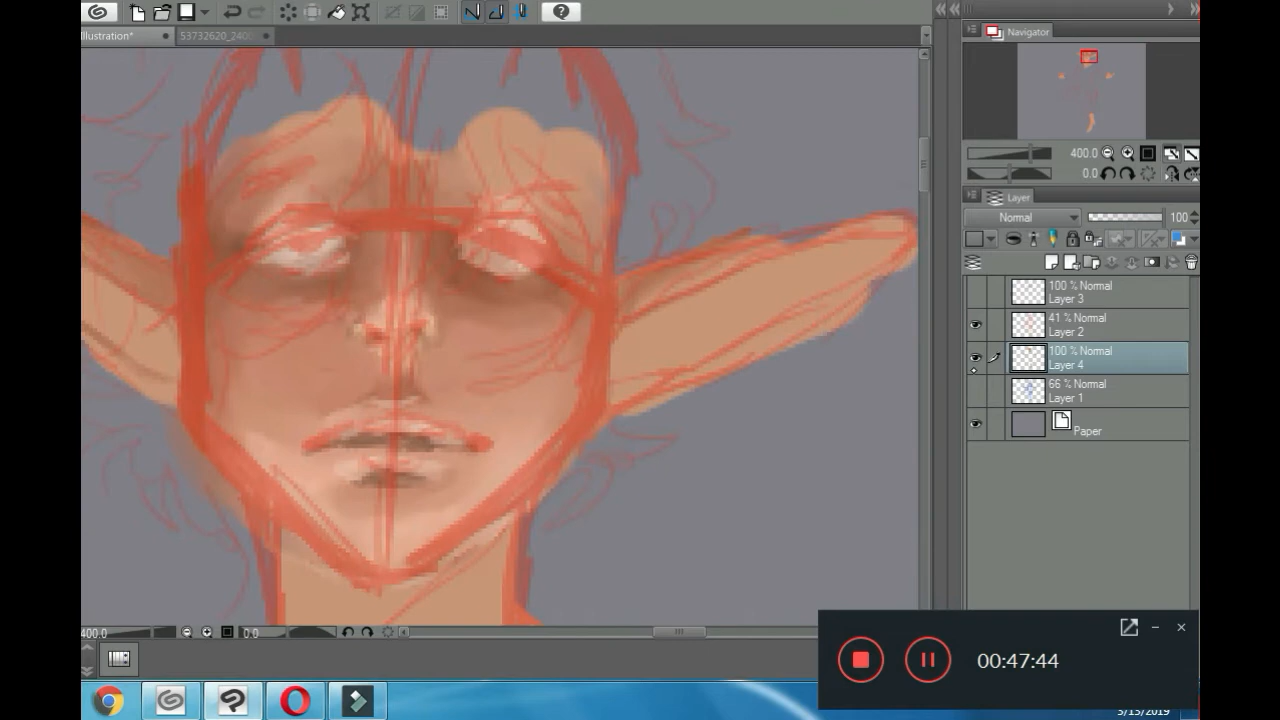 Illustration*
53732620_240
Navigator
400.0
0.0
Layer
Normal
100
100 % Normal
Layer 3
41 % Normal
Layer 2
100 % Normal
Layer 4
66 % Normal
Layer 1
Paper
400.0
0.0
00:47:44
3/13/2019